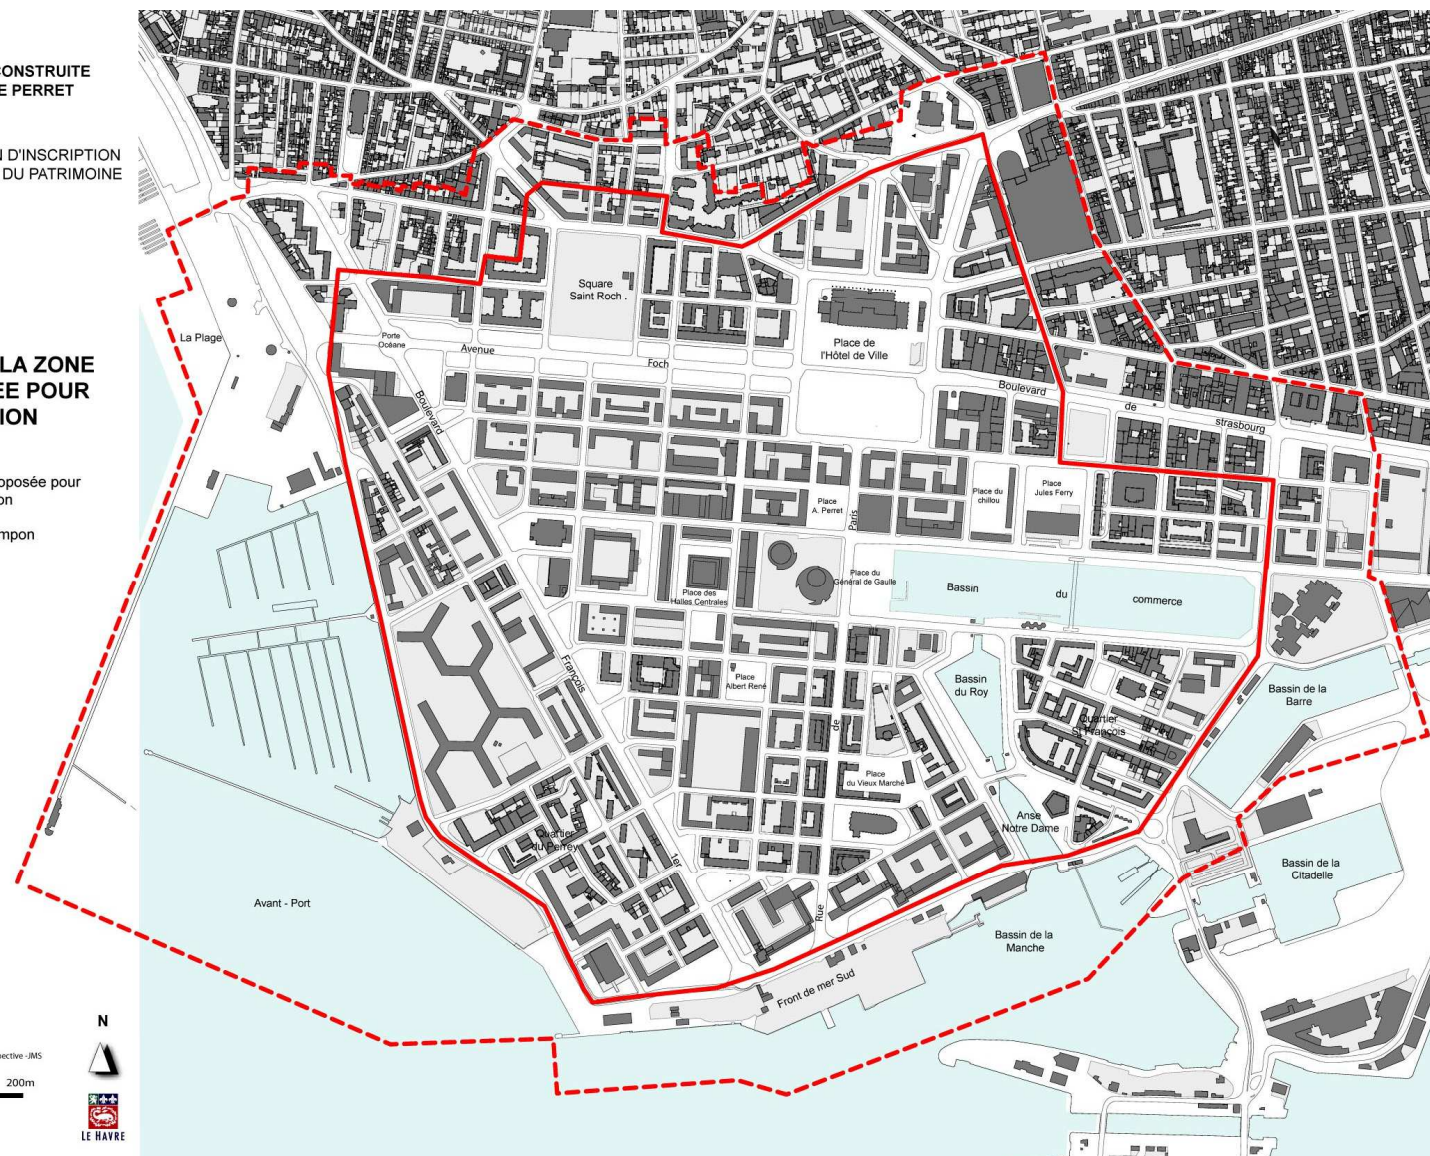 CONSTRUITE
E PERRET
N D'INSCRIPTION
DU PATRIMOINE
LA ZONE
EE POUR
ION
oposée pour
on
mpon
N
pective -JMS
200m
LE HAVRE
La Plage
Porte
Océane
Square
Saint Roch .
Avenue
Foch
Place de
l'Hôtel de Ville
Boulevard
de
strasbourg
Boulevard
François
1er
Place
A. Perret
Paris
de
Rue
Place du
chillou
Place
Jules Ferry
Place des
Halles Centrales
Place du
Général de Gaulle
Bassin
du
commerce
Place
Albert René
Bassin
du Roy
Quartier
St François
Bassin de la
Barre
Place
du Vieux Marché
Quartier
du Perrey
Anse
Notre Dame
Bassin de la
Citadelle
Avant - Port
Bassin de la
Manche
Front de mer Sud